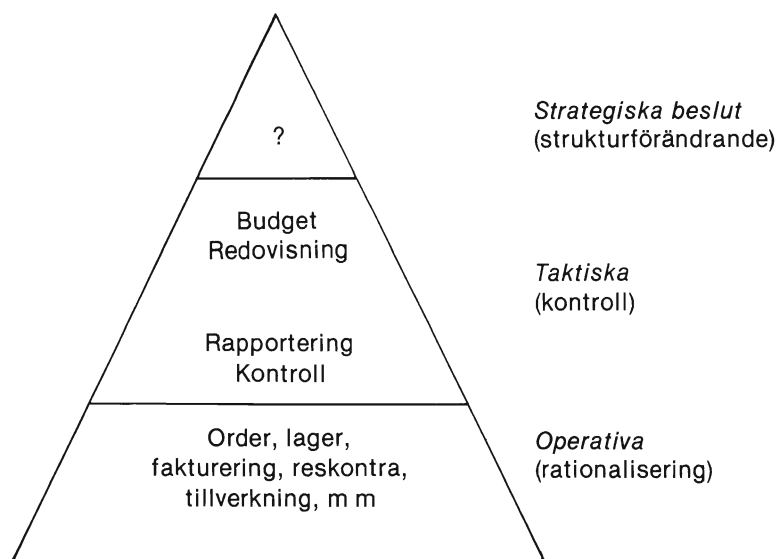 ?
Strategiska beslut
(strukturförändrande)
Budget
Redovisning
Rapportering
Kontroll
Taktiska
(kontroll)
Order, lager,
fakturering, reskontra,
tillverkning, m m
Operativa
(rationalisering)